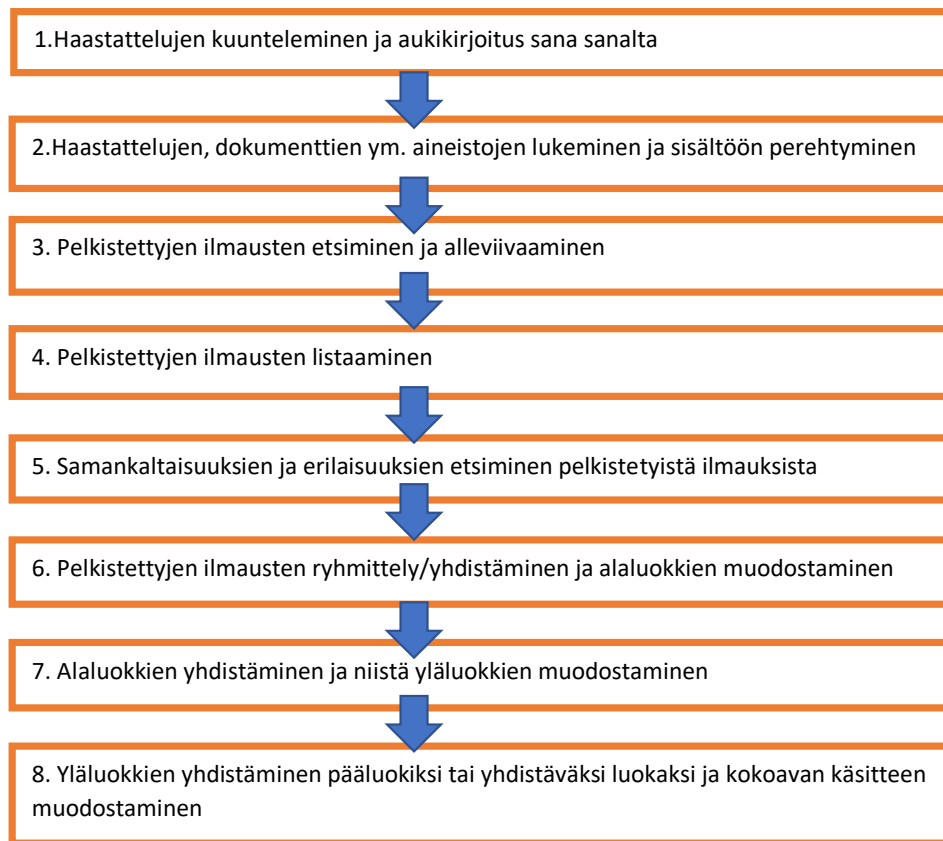 1.Haastattelujen kuunteleminen ja aukikirjoitus sana sanalta
2.Haastattelujen, dokumenttien ym. aineistojen lukeminen ja sisältöön perehtyminen
3. Pelkistettyjen ilmausten etsiminen ja alleviivaaminen
4. Pelkistettyjen ilmausten listaaminen
5. Samankaltaisuuksien ja erilaisuuksien etsiminen pelkistetyistä ilmauksista
6. Pelkistettyjen ilmausten ryhmittely/yhdistäminen ja alaluokkien muodostaminen
7. Alaluokkien yhdistäminen ja niistä yläluokkien muodostaminen
8. Yläluokkien yhdistäminen pääluokiksi tai yhdistäväksi luokaksi ja kokoavan käsitteen
muodostaminen